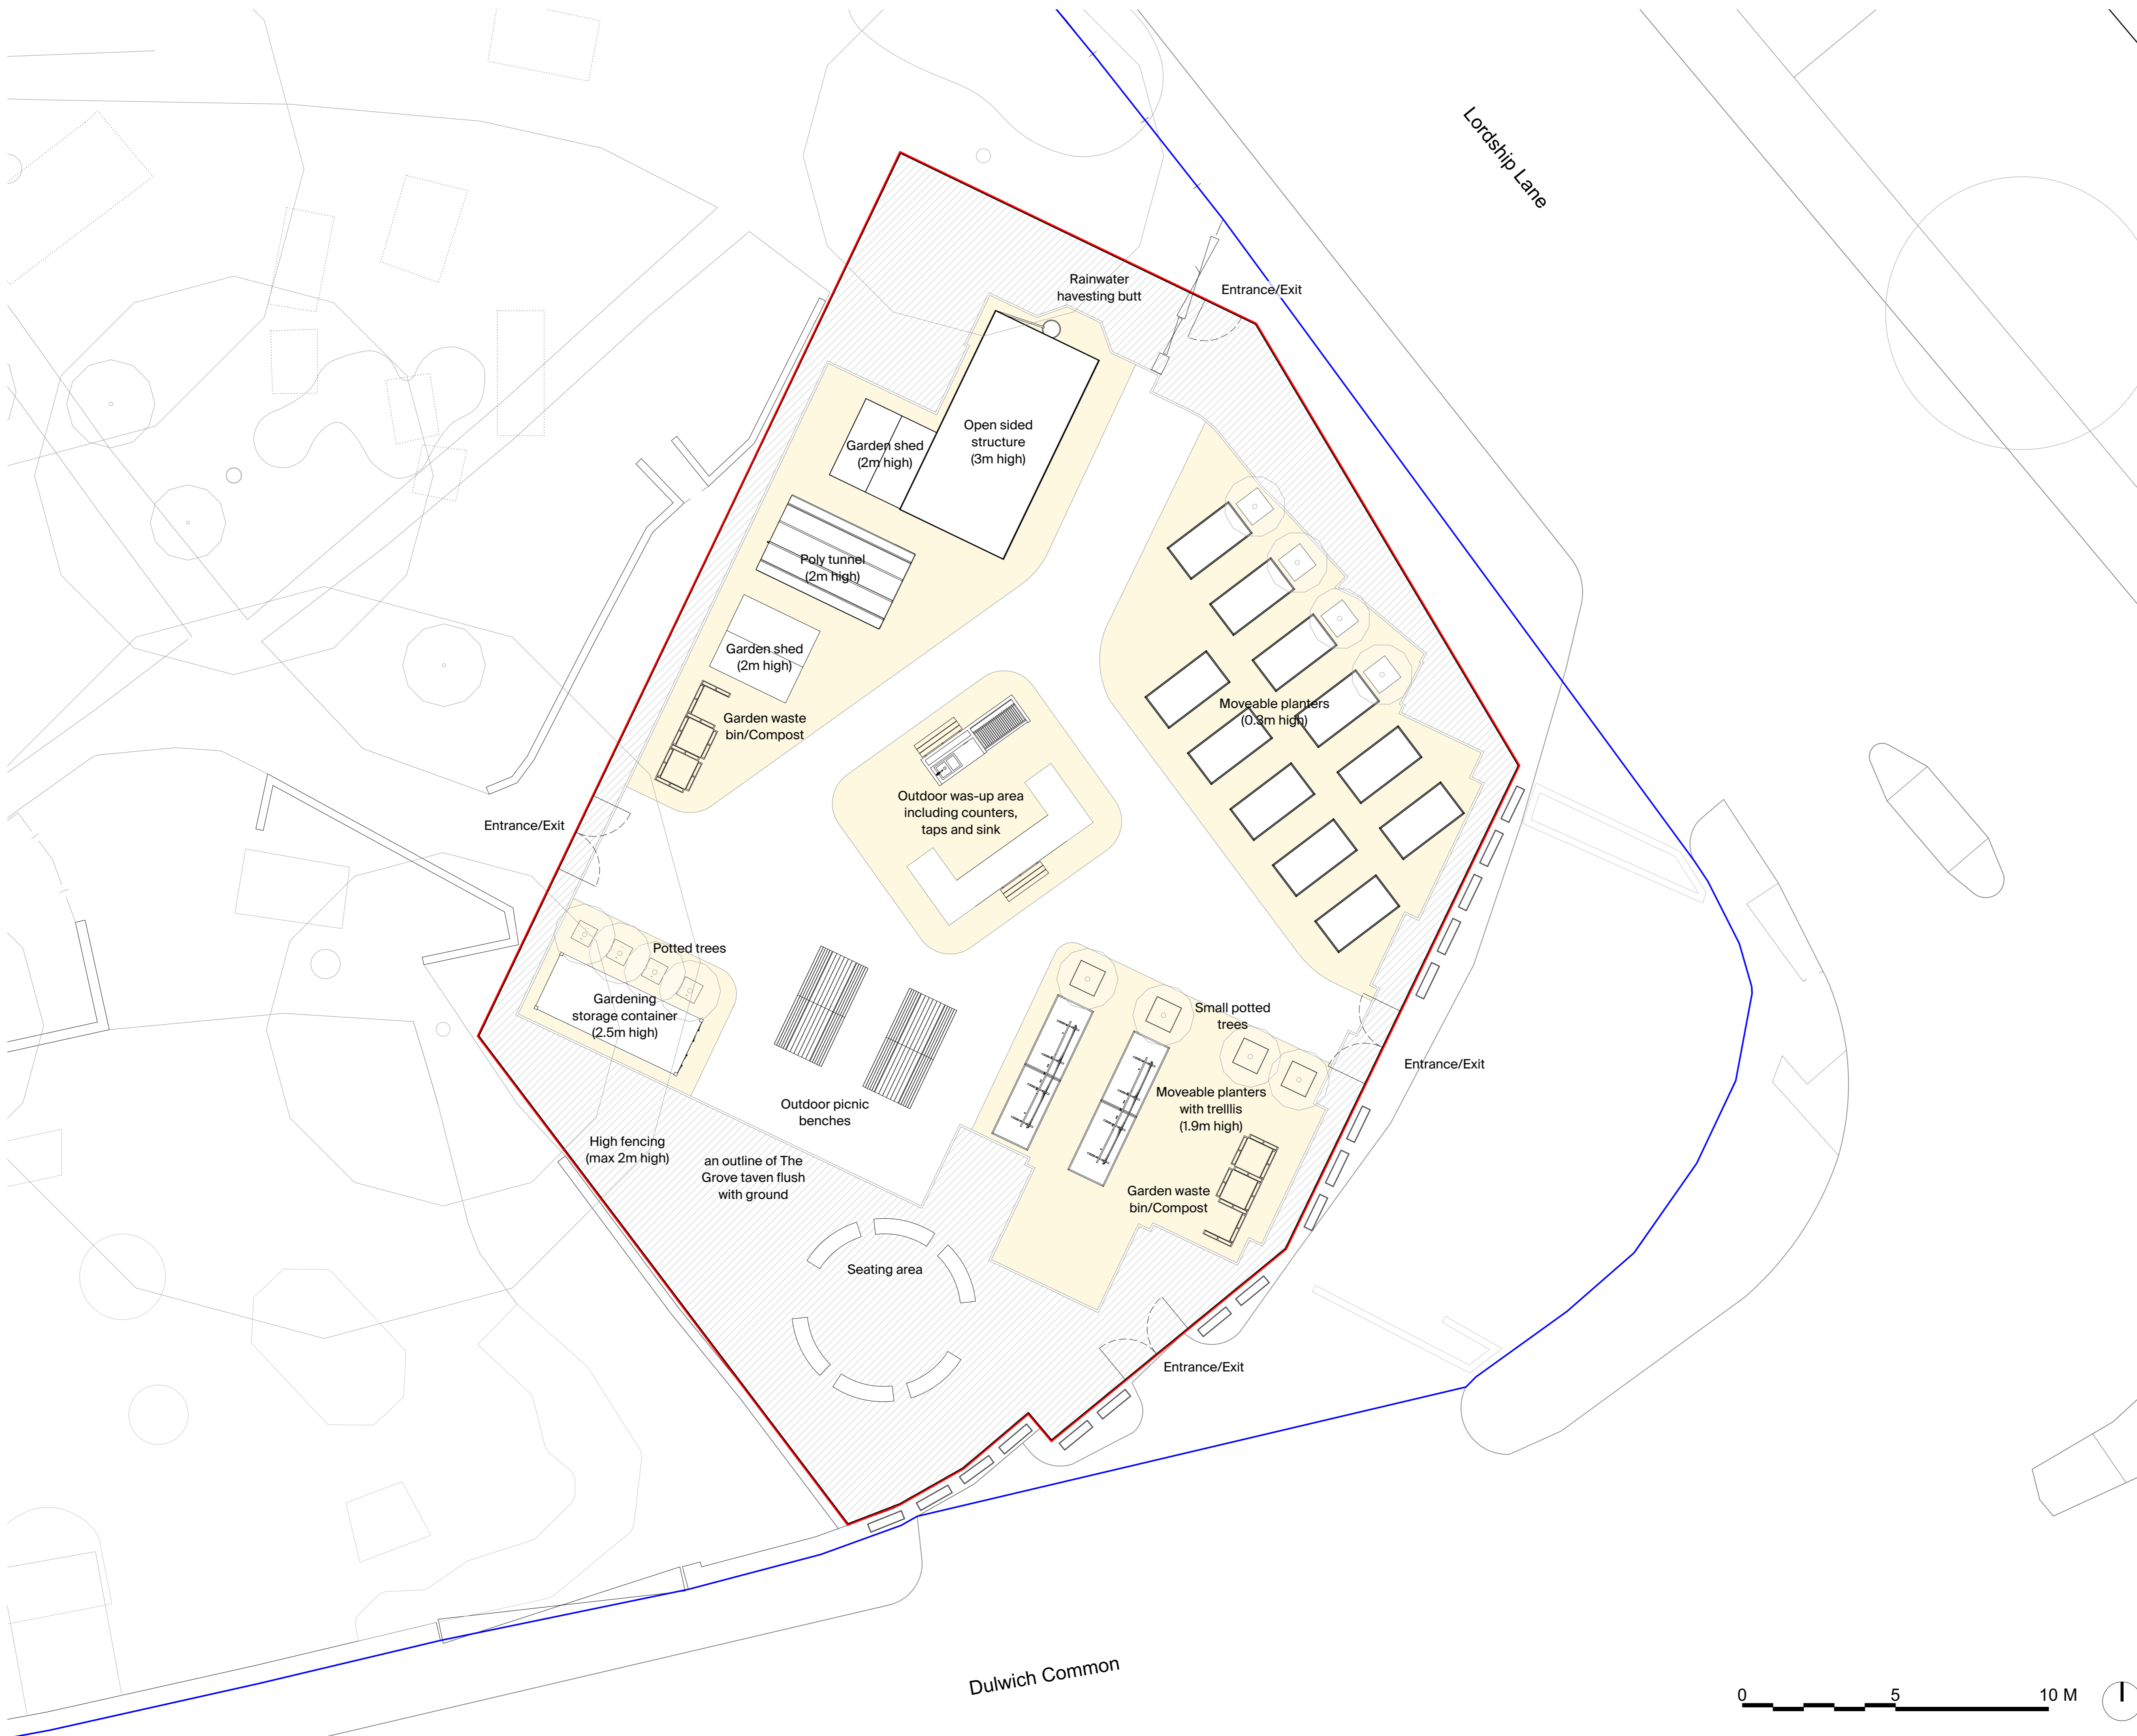 Lordship Lane
Rainwater
havesting butt
Entrance/Exit
Open sided
structure
(3m high)
Garden shed
(2m high)
Poly tunnel
(2m high)
Garden shed
(2m high)
Garden waste
bin/Compost
Moveable planters
(0.3m high)
Outdoor was-up area
including counters,
taps and sink
Entrance/Exit
Potted trees
Gardening
storage container
(2.5m high)
Small potted
trees
Entrance/Exit
Outdoor picnic
benches
Moveable planters
with trelllis
(1.9m high)
High fencing
(max 2m high)
an outline of The
Grove taven flush
with ground
Garden waste
bin/Compost
Seating area
Entrance/Exit
Dulwich Common
0 5 10 M